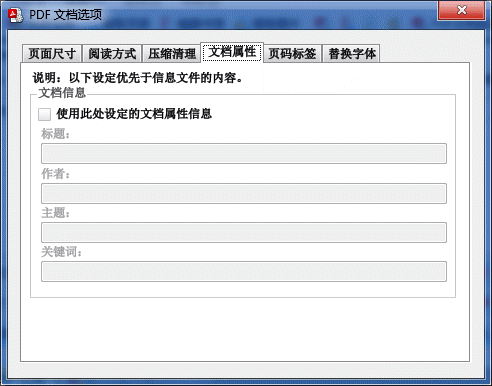 PDF 文档选项
页面尺寸 阅读方式 压缩清理 文档属性 页码标签 替换字体
说明：以下设定优先于信息文件的内容。
文档信息
使用此处设定的文档属性信息
标题：
作者：
主题：
关键词：